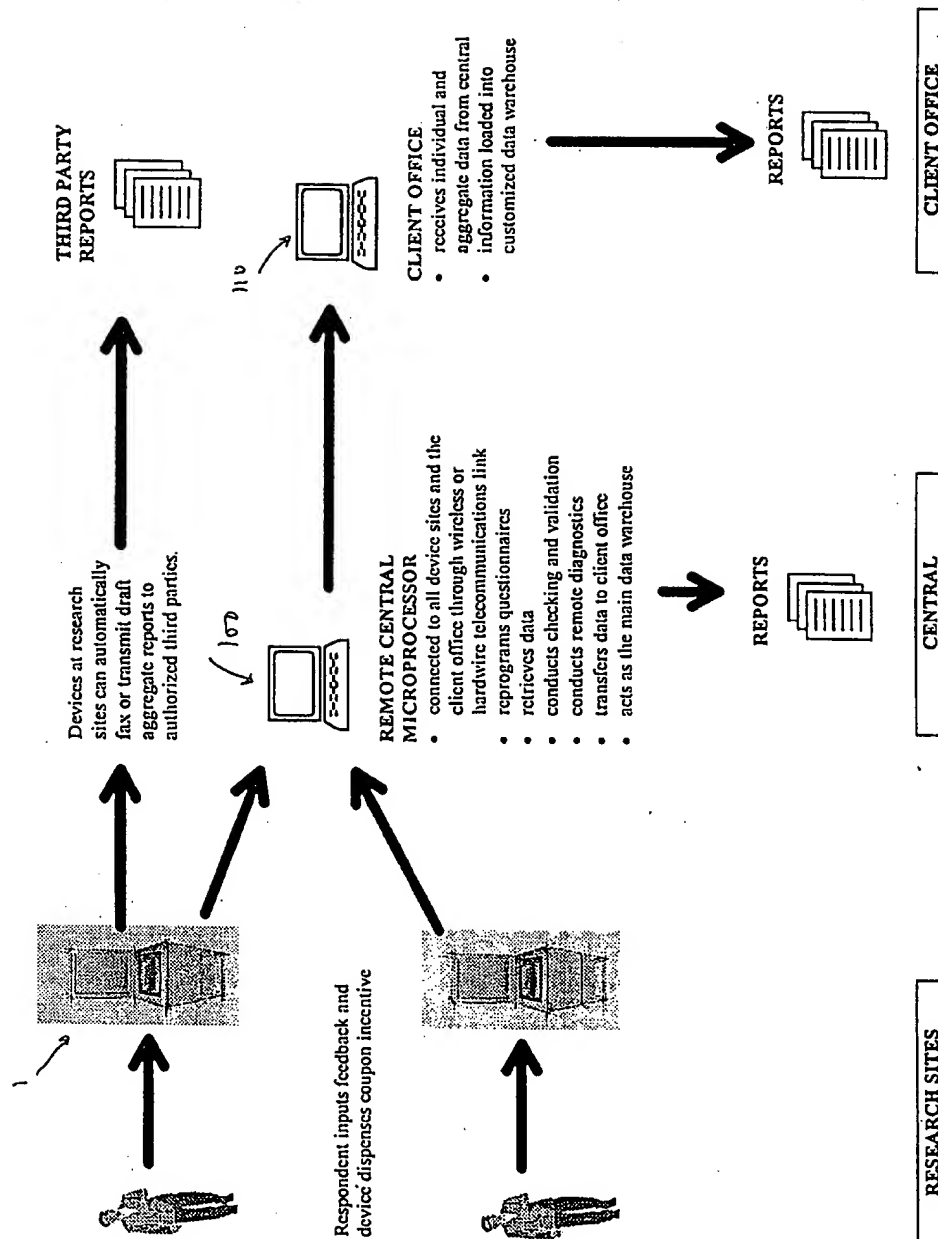 1
Respondent inputs feedback and
device dispenses coupon incentive
Devices at research
sites can automatically
fax or transmit draft
aggregate reports to
authorized third parties.
THIRD PARTY
REPORTS
100
REMOTE CENTRAL
MICROPROCESSOR
• connected to all device sites and the
client office through wireless or
hardwire telecommunications link
• reprograms questionnaires
• retrieves data
• conducts checking and validation
• conducts remote diagnostics
• transfers data to client office
• acts as the main data warhouse
110
CLIENT OFFICE
• receives individual and
aggregate data from central
• information loaded into
customized data warehouse
REPORTS
REPORTS
RESEARCH SITES
CENTRAL
CLIENT OFFICE